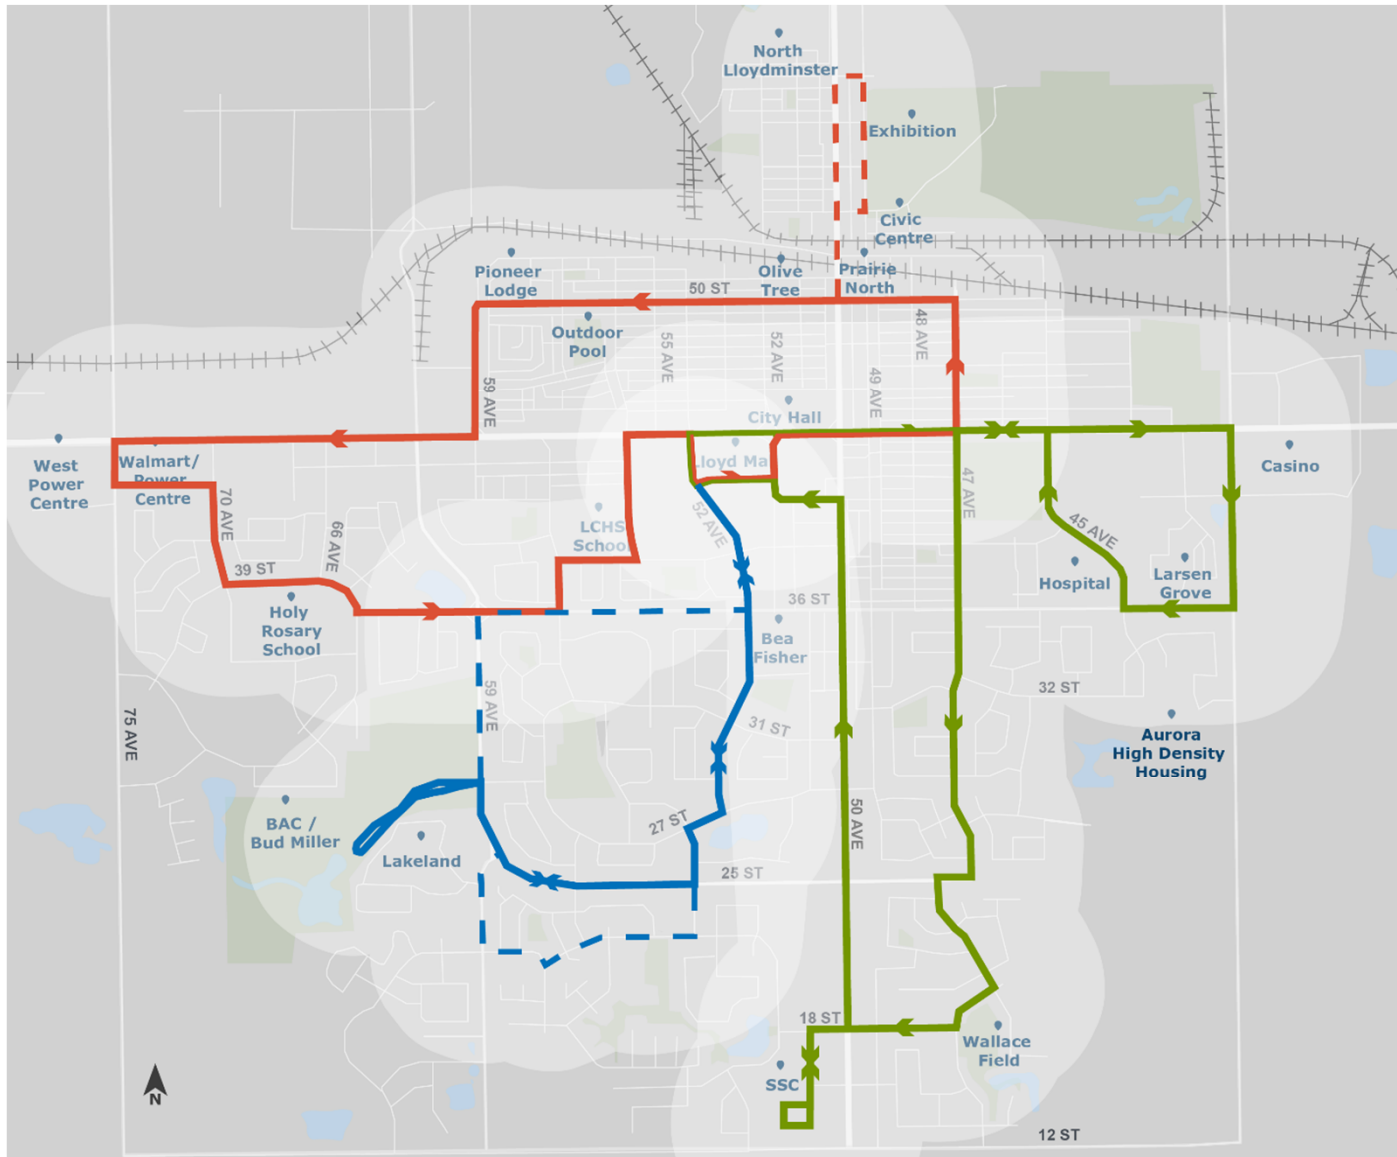 North
Lloydminster
Exhibition
Civic
Centre
Pioneer
Lodge
Olive
Tree
Prairie
North
50 ST
Outdoor
Pool
48 AVE
55 AVE
52 AVE
59 AVE
49 AVE
City Hall
West
Power
Centre
Walmart/
Power
Centre
Lloyd Ma
Casino
70 AVE
66 AVE
LCHS
School
52 AVE
47 AVE
45 AVE
39 ST
Holy
Rosary
School
36 ST
Hospital
Larsen
Grove
Bea
Fisher
32 ST
59 AVE
31 ST
75 AVE
Aurora
High Density
Housing
BAC /
Bud Miller
Lakeland
27 ST
50 AVE
25 ST
18 ST
Wallace
Field
SSC
N
12 ST